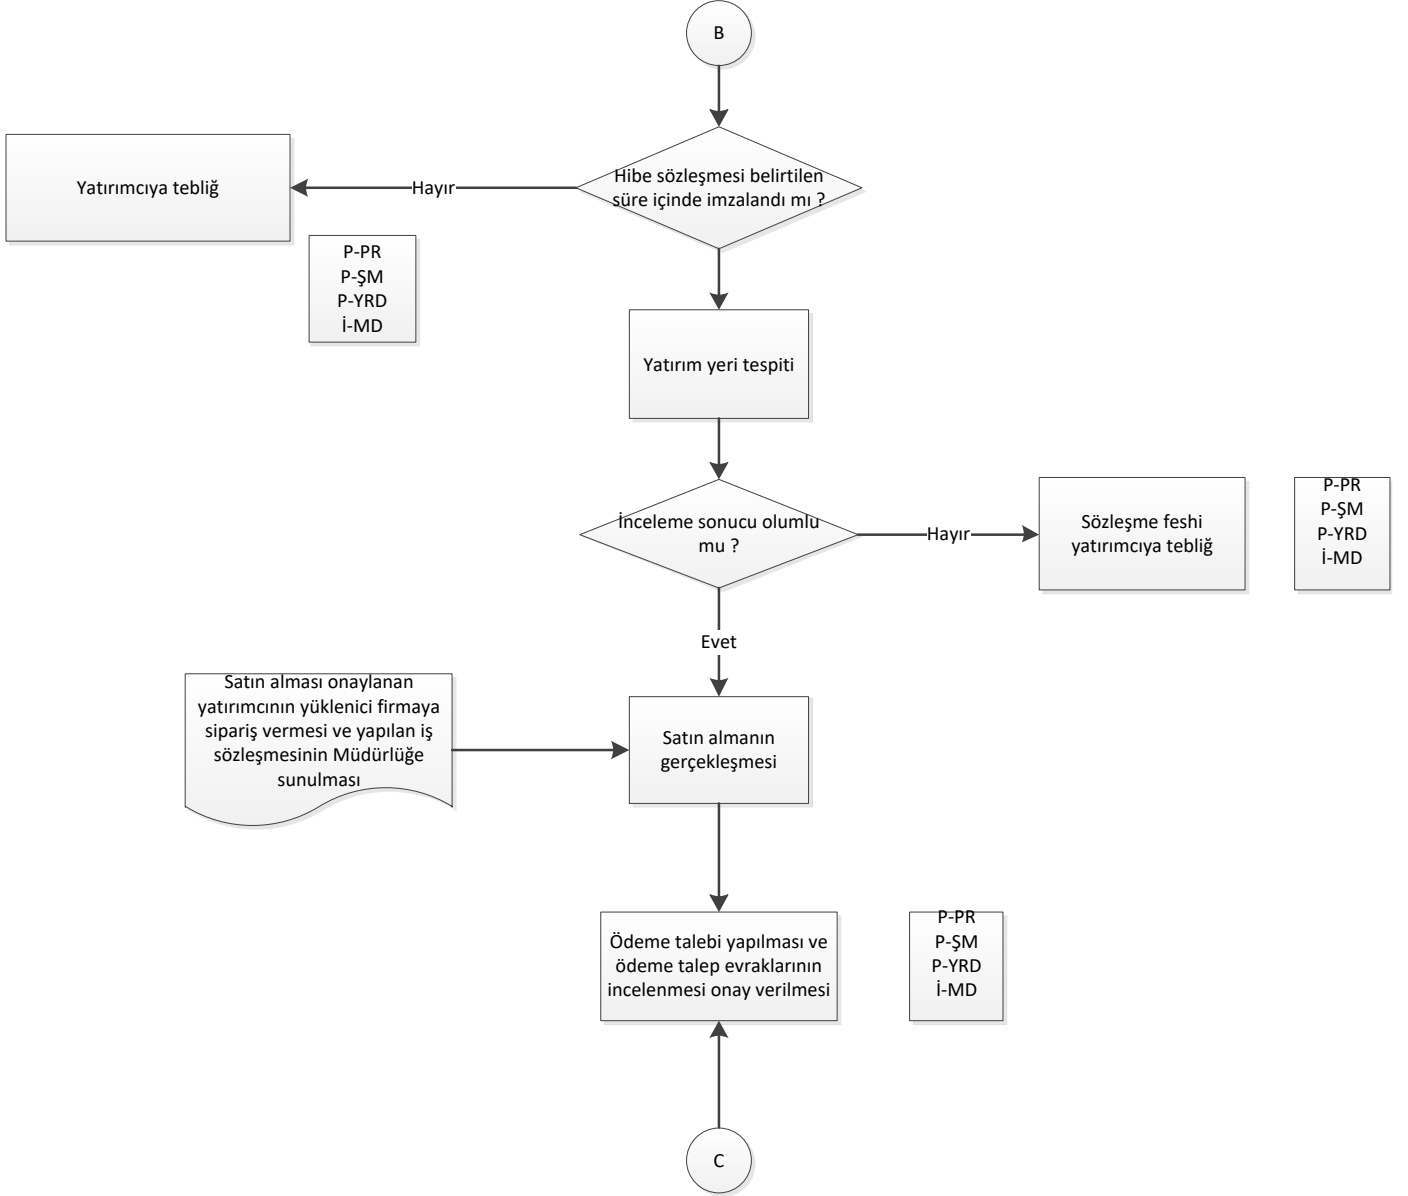 B
Hibe sözleşmesi belirtilen
süre içinde imzalandı mı ?
Hayır
Yatırımcıya tebliğ
P-PR
P-ŞM
P-YRD
İ-MD
Yatırım yeri tespiti
İnceleme sonucu olumlu
mu ?
Hayır
Sözleşme feshi
yatırımcıya tebliğ
P-PR
P-ŞM
P-YRD
İ-MD
Evet
Satın alması onaylanan
yatırımcının yüklenici firmaya
sipariş vermesi ve yapılan iş
sözleşmesinin Müdürlüğe
sunulması
Satın almanın
gerçekleşmesi
Ödeme talebi yapılması ve
ödeme talep evraklarının
incelenmesi onay verilmesi
P-PR
P-ŞM
P-YRD
İ-MD
C